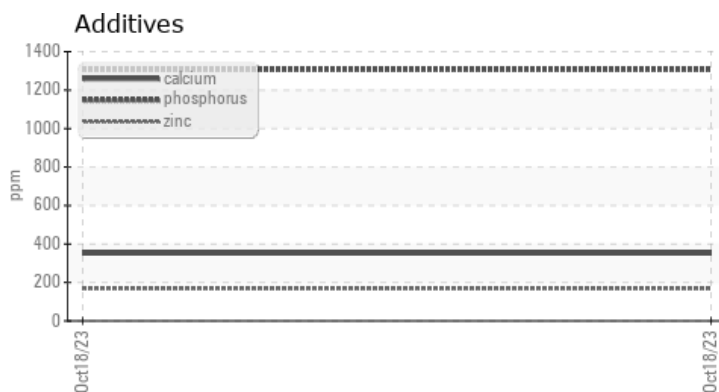 Additives
1400
1200
1000
800
600
400
200
0
ppm
calcium
phosphorus
zinc
Oct18/23
Oct18/23